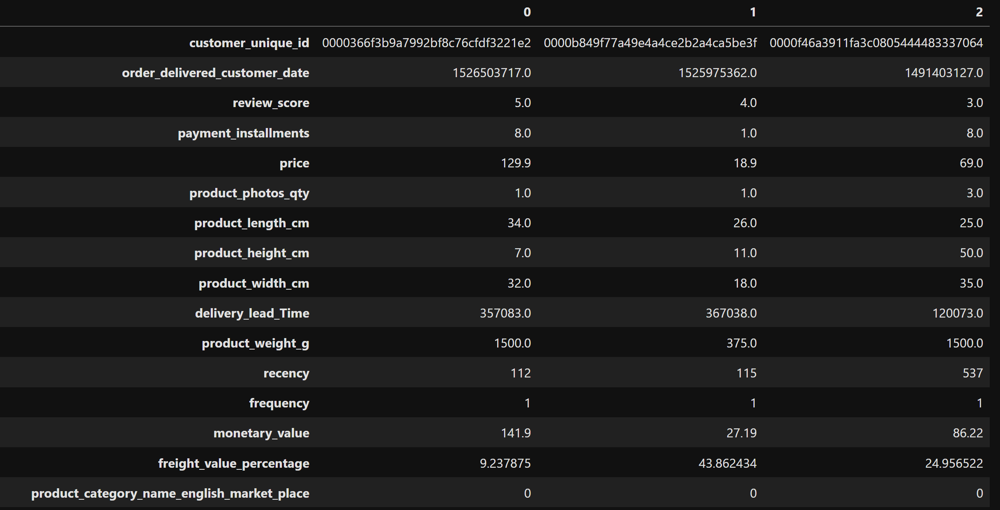 0 1 2
customer_unique_id 0000366f3b9a7992bf8c76cfdf3221e2 0000b849f77a49e4a4ce2b2a4ca5be3f 0000f46a3911fa3c0805444483337064
order_delivered_customer_date 1526503717.0 1525975362.0 1491403127.0
review_score 5.0 4.0 3.0
payment_installments 8.0 1.0 8.0
price 129.9 18.9 69.0
product_photos_qty 1.0 1.0 3.0
product_length_cm 34.0 26.0 25.0
product_height_cm 7.0 11.0 50.0
product_width_cm 32.0 18.0 35.0
delivery_lead_Time 357083.0 367038.0 120073.0
product_weight_g 1500.0 375.0 1500.0
recency 112 115 537
frequency 1 1 1
monetary_value 141.9 27.19 86.22
freight_value_percentage 9.237875 43.862434 24.956522
product_category_name_english_market_place 0 0 0